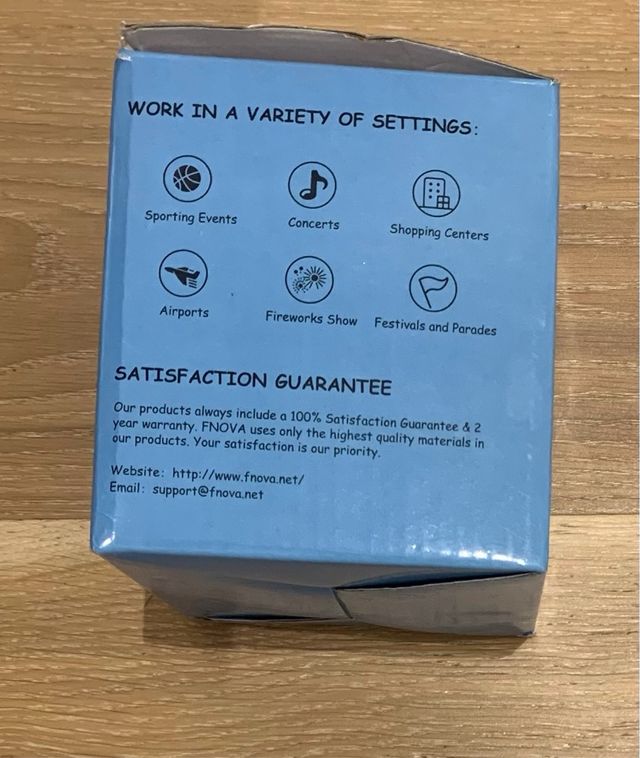 WORK IN A VARIETY OF SETTINGS:
Sporting Events
Concerts
Shopping Centers
Airports
Fireworks Show
Festivals and Parades
SATISFACTION GUARANTEE
Our products always include a 100% Satisfaction Guarantee & 2
year warranty. FNOVA uses only the highest quality materials in
our products. Your satisfaction is our priority.
Website: http://www.fnova.net/
Email: support@fnova.net